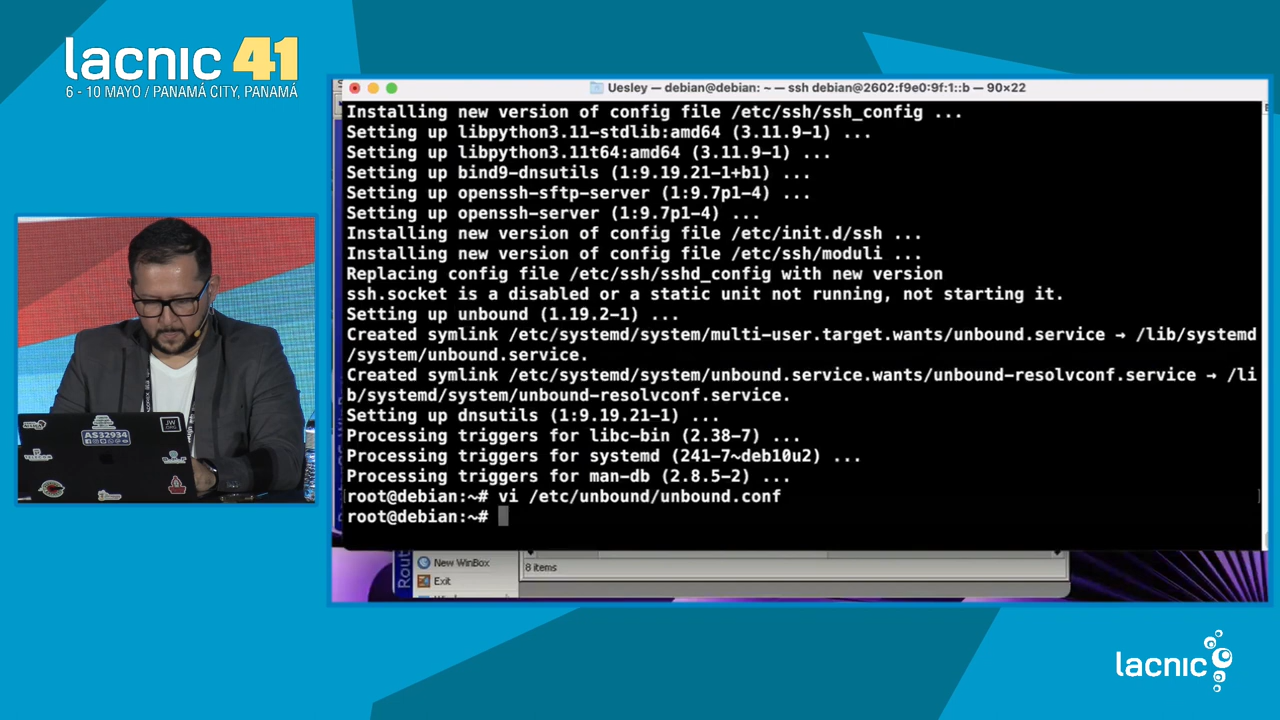 lacnic 41
6 - 10 MAYO / PANAMÁ CITY, PANAMÁ
Uesley — debian@debian: ~ — ssh debian@2602:f9e0:9f:1::b — 90×22
Installing new version of config file /etc/ssh/ssh_config ...
Setting up libpython3.11-stdlib:amd64 (3.11.9-1) ...
Setting up libpython3.11t64:amd64 (3.11.9-1) ...
Setting up bind9-dnsutils (1:9.19.21-1+b1) ...
Setting up openssh-sftp-server (1:9.7p1-4) ...
Setting up openssh-server (1:9.7p1-4) ...
Installing new version of config file /etc/init.d/ssh ...
Installing new version of config file /etc/ssh/moduli ...
Replacing config file /etc/ssh/sshd_config with new version
ssh.socket is a disabled or a static unit not running, not starting it.
Setting up unbound (1.19.2-1) ...
Created symlink /etc/systemd/system/multi-user.target.wants/unbound.service → /lib/systemd
/system/unbound.service.
Created symlink /etc/systemd/system/unbound.service.wants/unbound-resolvconf.service → /li
b/systemd/system/unbound-resolvconf.service.
Setting up dnsutils (1:9.19.21-1) ...
Processing triggers for libc-bin (2.38-7) ...
Processing triggers for systemd (241-7~deb10u2) ...
Processing triggers for man-db (2.8.5-2) ...
root@debian:~# vi /etc/unbound/unbound.conf
root@debian:~#
Rout
New WinBox
Exit
8 items
AS32934
JW
.ORG
lacnic